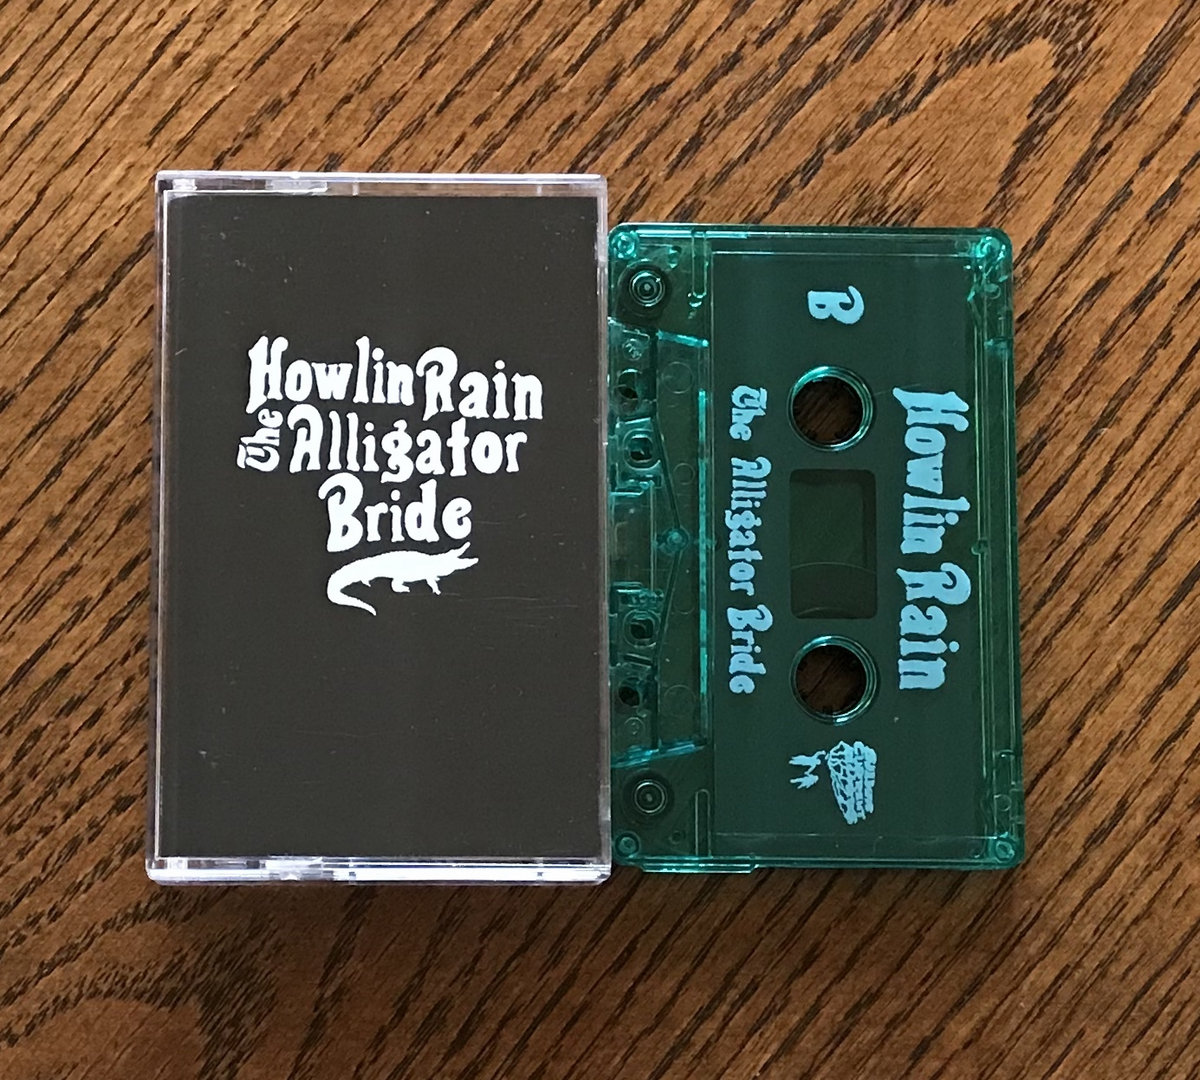 Howlin Rain
The Alligator
Bride
B
Howlin Rain
The Alligator Bride